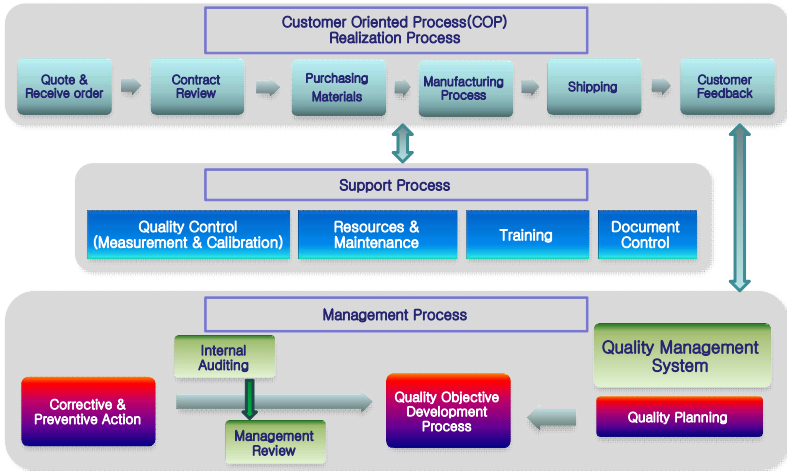 Customer Oriented Process(COP)
Realization Process
Quote &
Receive order
Contract
Review
Purchasing
Materials
Manufacturing
Process
Shipping
Customer
Feedback
Support Process
Quality Control
(Measurement & Calibration)
Resources &
Maintenance
Training
Document
Control
Management Process
Internal
Auditing
Quality Management
System
Corrective &
Preventive Action
Quality Objective
Development
Process
Quality Planning
Management
Review